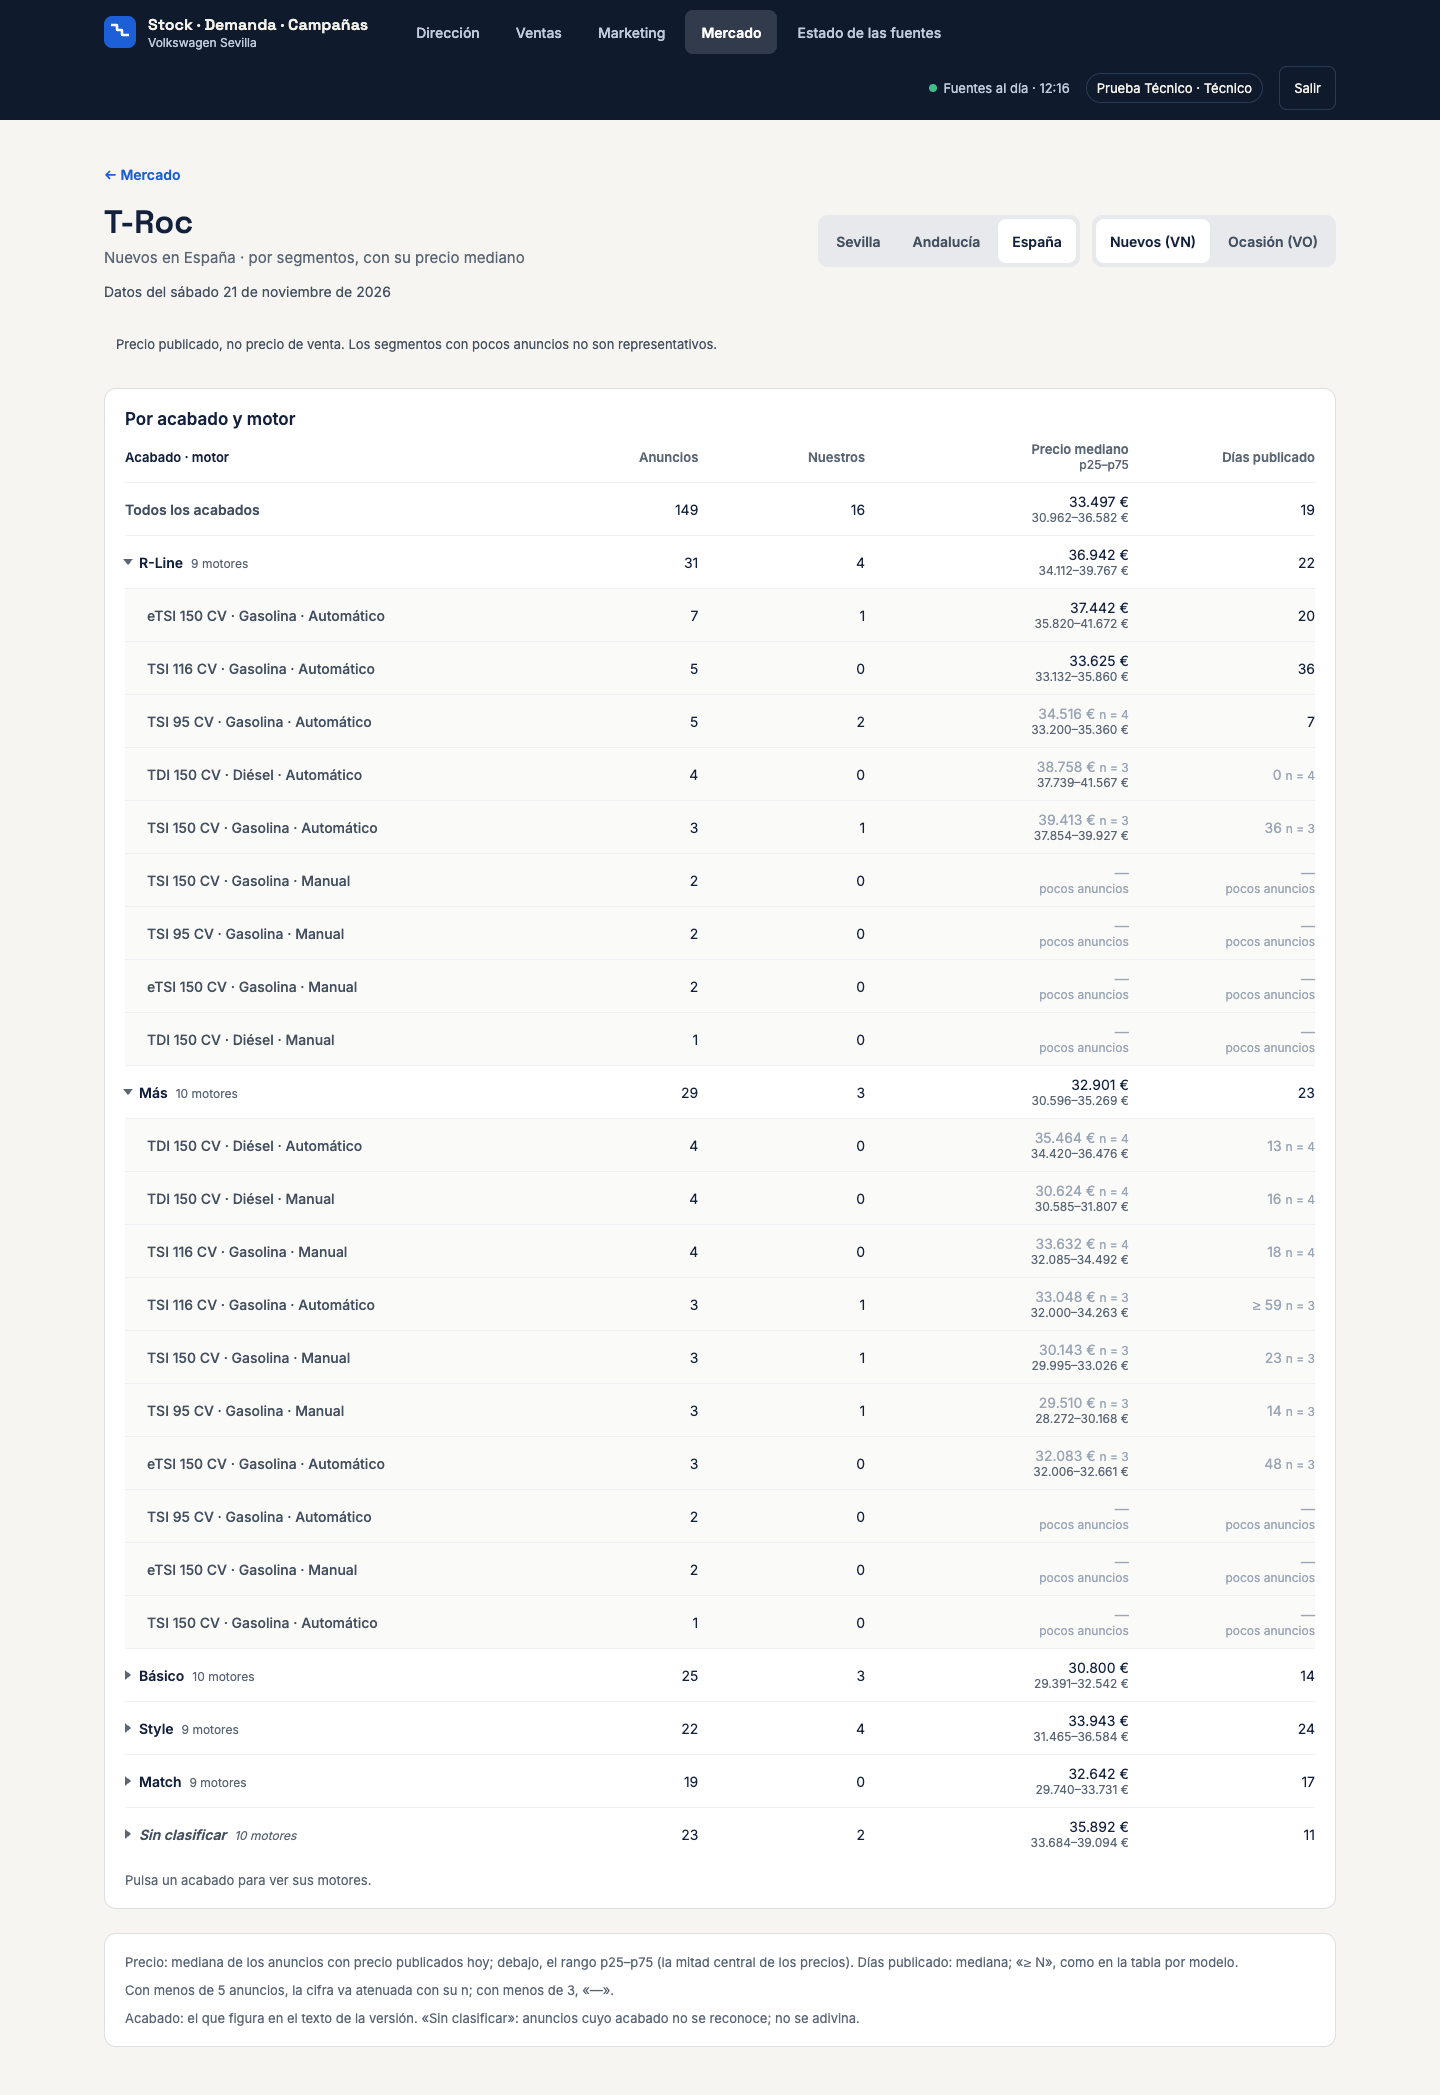 Stock · Demanda · Campañas
Volkswagen Sevilla
Dirección Ventas Marketing Mercado Estado de las fuentes
Fuentes al día · 12:16 Prueba Técnico · Técnico Salir
← Mercado
T-Roc
Nuevos en España · por segmentos, con su precio mediano
Datos del sábado 21 de noviembre de 2026
Sevilla Andalucía España Nuevos (VN) Ocasión (VO)
Precio publicado, no precio de venta. Los segmentos con pocos anuncios no son representativos.
Por acabado y motor
Acabado · motor Anuncios Nuestros Precio mediano p25–p75 Días publicado
Todos los acabados 149 16 33.497 € 30.962–36.582 € 19
R-Line 9 motores 31 4 36.942 € 34.112–39.767 € 22
eTSI 150 CV · Gasolina · Automático 7 1 37.442 € 35.820–41.672 € 20
TSI 116 CV · Gasolina · Automático 5 0 33.625 € 33.132–35.860 € 36
TSI 95 CV · Gasolina · Automático 5 2 34.516 € n = 4 33.200–35.360 € 7
TDI 150 CV · Diésel · Automático 4 0 38.758 € n = 3 37.739–41.567 € 0 n = 4
TSI 150 CV · Gasolina · Automático 3 1 39.413 € n = 3 37.854–39.927 € 36 n = 3
TSI 150 CV · Gasolina · Manual 2 0 — pocos anuncios — pocos anuncios
TSI 95 CV · Gasolina · Manual 2 0 — pocos anuncios — pocos anuncios
eTSI 150 CV · Gasolina · Manual 2 0 — pocos anuncios — pocos anuncios
TDI 150 CV · Diésel · Manual 1 0 — pocos anuncios — pocos anuncios
Más 10 motores 29 3 32.901 € 30.596–35.269 € 23
TDI 150 CV · Diésel · Automático 4 0 35.464 € n = 4 34.420–36.476 € 13 n = 4
TDI 150 CV · Diésel · Manual 4 0 30.624 € n = 4 30.585–31.807 € 16 n = 4
TSI 116 CV · Gasolina · Manual 4 0 33.632 € n = 4 32.085–34.492 € 18 n = 4
TSI 116 CV · Gasolina · Automático 3 1 33.048 € n = 3 32.000–34.263 € ≥ 59 n = 3
TSI 150 CV · Gasolina · Manual 3 1 30.143 € n = 3 29.995–33.026 € 23 n = 3
TSI 95 CV · Gasolina · Manual 3 1 29.510 € n = 3 28.272–30.168 € 14 n = 3
eTSI 150 CV · Gasolina · Automático 3 0 32.083 € n = 3 32.006–32.661 € 48 n = 3
TSI 95 CV · Gasolina · Automático 2 0 — pocos anuncios — pocos anuncios
eTSI 150 CV · Gasolina · Manual 2 0 — pocos anuncios — pocos anuncios
TSI 150 CV · Gasolina · Automático 1 0 — pocos anuncios — pocos anuncios
Básico 10 motores 25 3 30.800 € 29.391–32.542 € 14
Style 9 motores 22 4 33.943 € 31.465–36.584 € 24
Match 9 motores 19 0 32.642 € 29.740–33.731 € 17
Sin clasificar 10 motores 23 2 35.892 € 33.684–39.094 € 11
Pulsa un acabado para ver sus motores.
Precio: mediana de los anuncios con precio publicados hoy; debajo, el rango p25–p75 (la mitad central de los precios). Días publicado: mediana; «≥ N», como en la tabla por modelo.
Con menos de 5 anuncios, la cifra va atenuada con su n; con menos de 3, «—».
Acabado: el que figura en el texto de la versión. «Sin clasificar»: anuncios cuyo acabado no se reconoce; no se adivina.